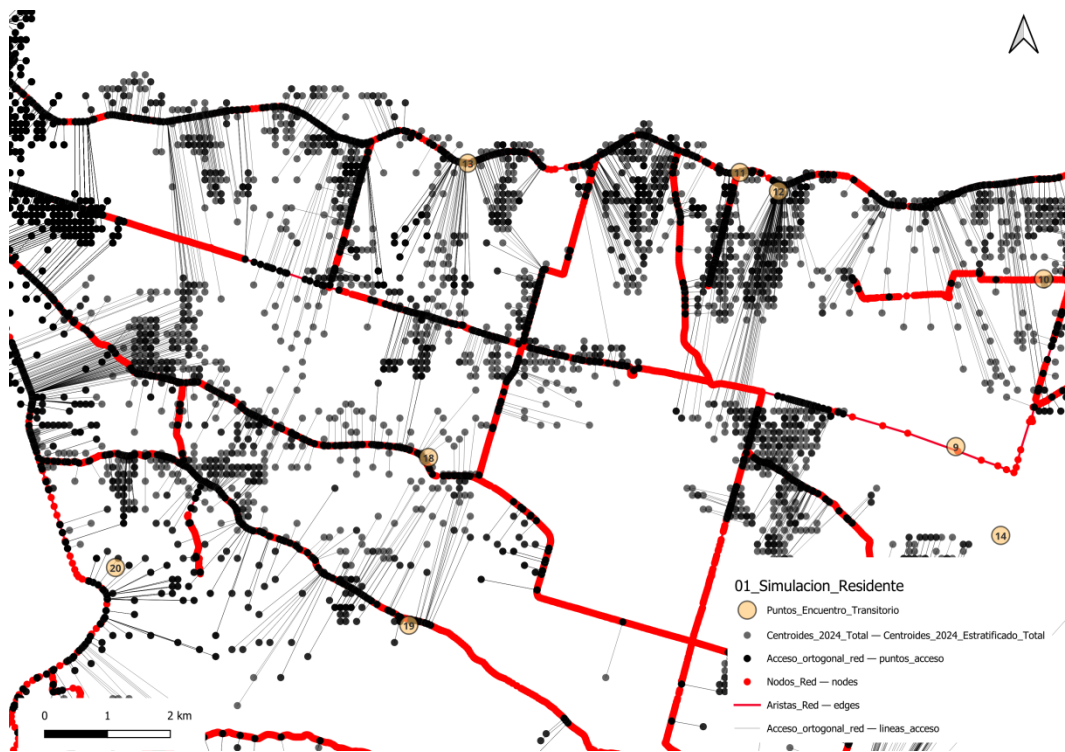 13
11
12
10
18
9
14
20
19
01_Simulacion_Residente
Puntos_Encuentro_Transitorio
Centroides_2024_Total — Centroides_2024_Estratificado_Total
Acceso_ortogonal_red — puntos_acceso
Nodos_Red — nodes
Aristas_Red — edges
Acceso_ortogonal_red — lineas_acceso
0 1 2 km